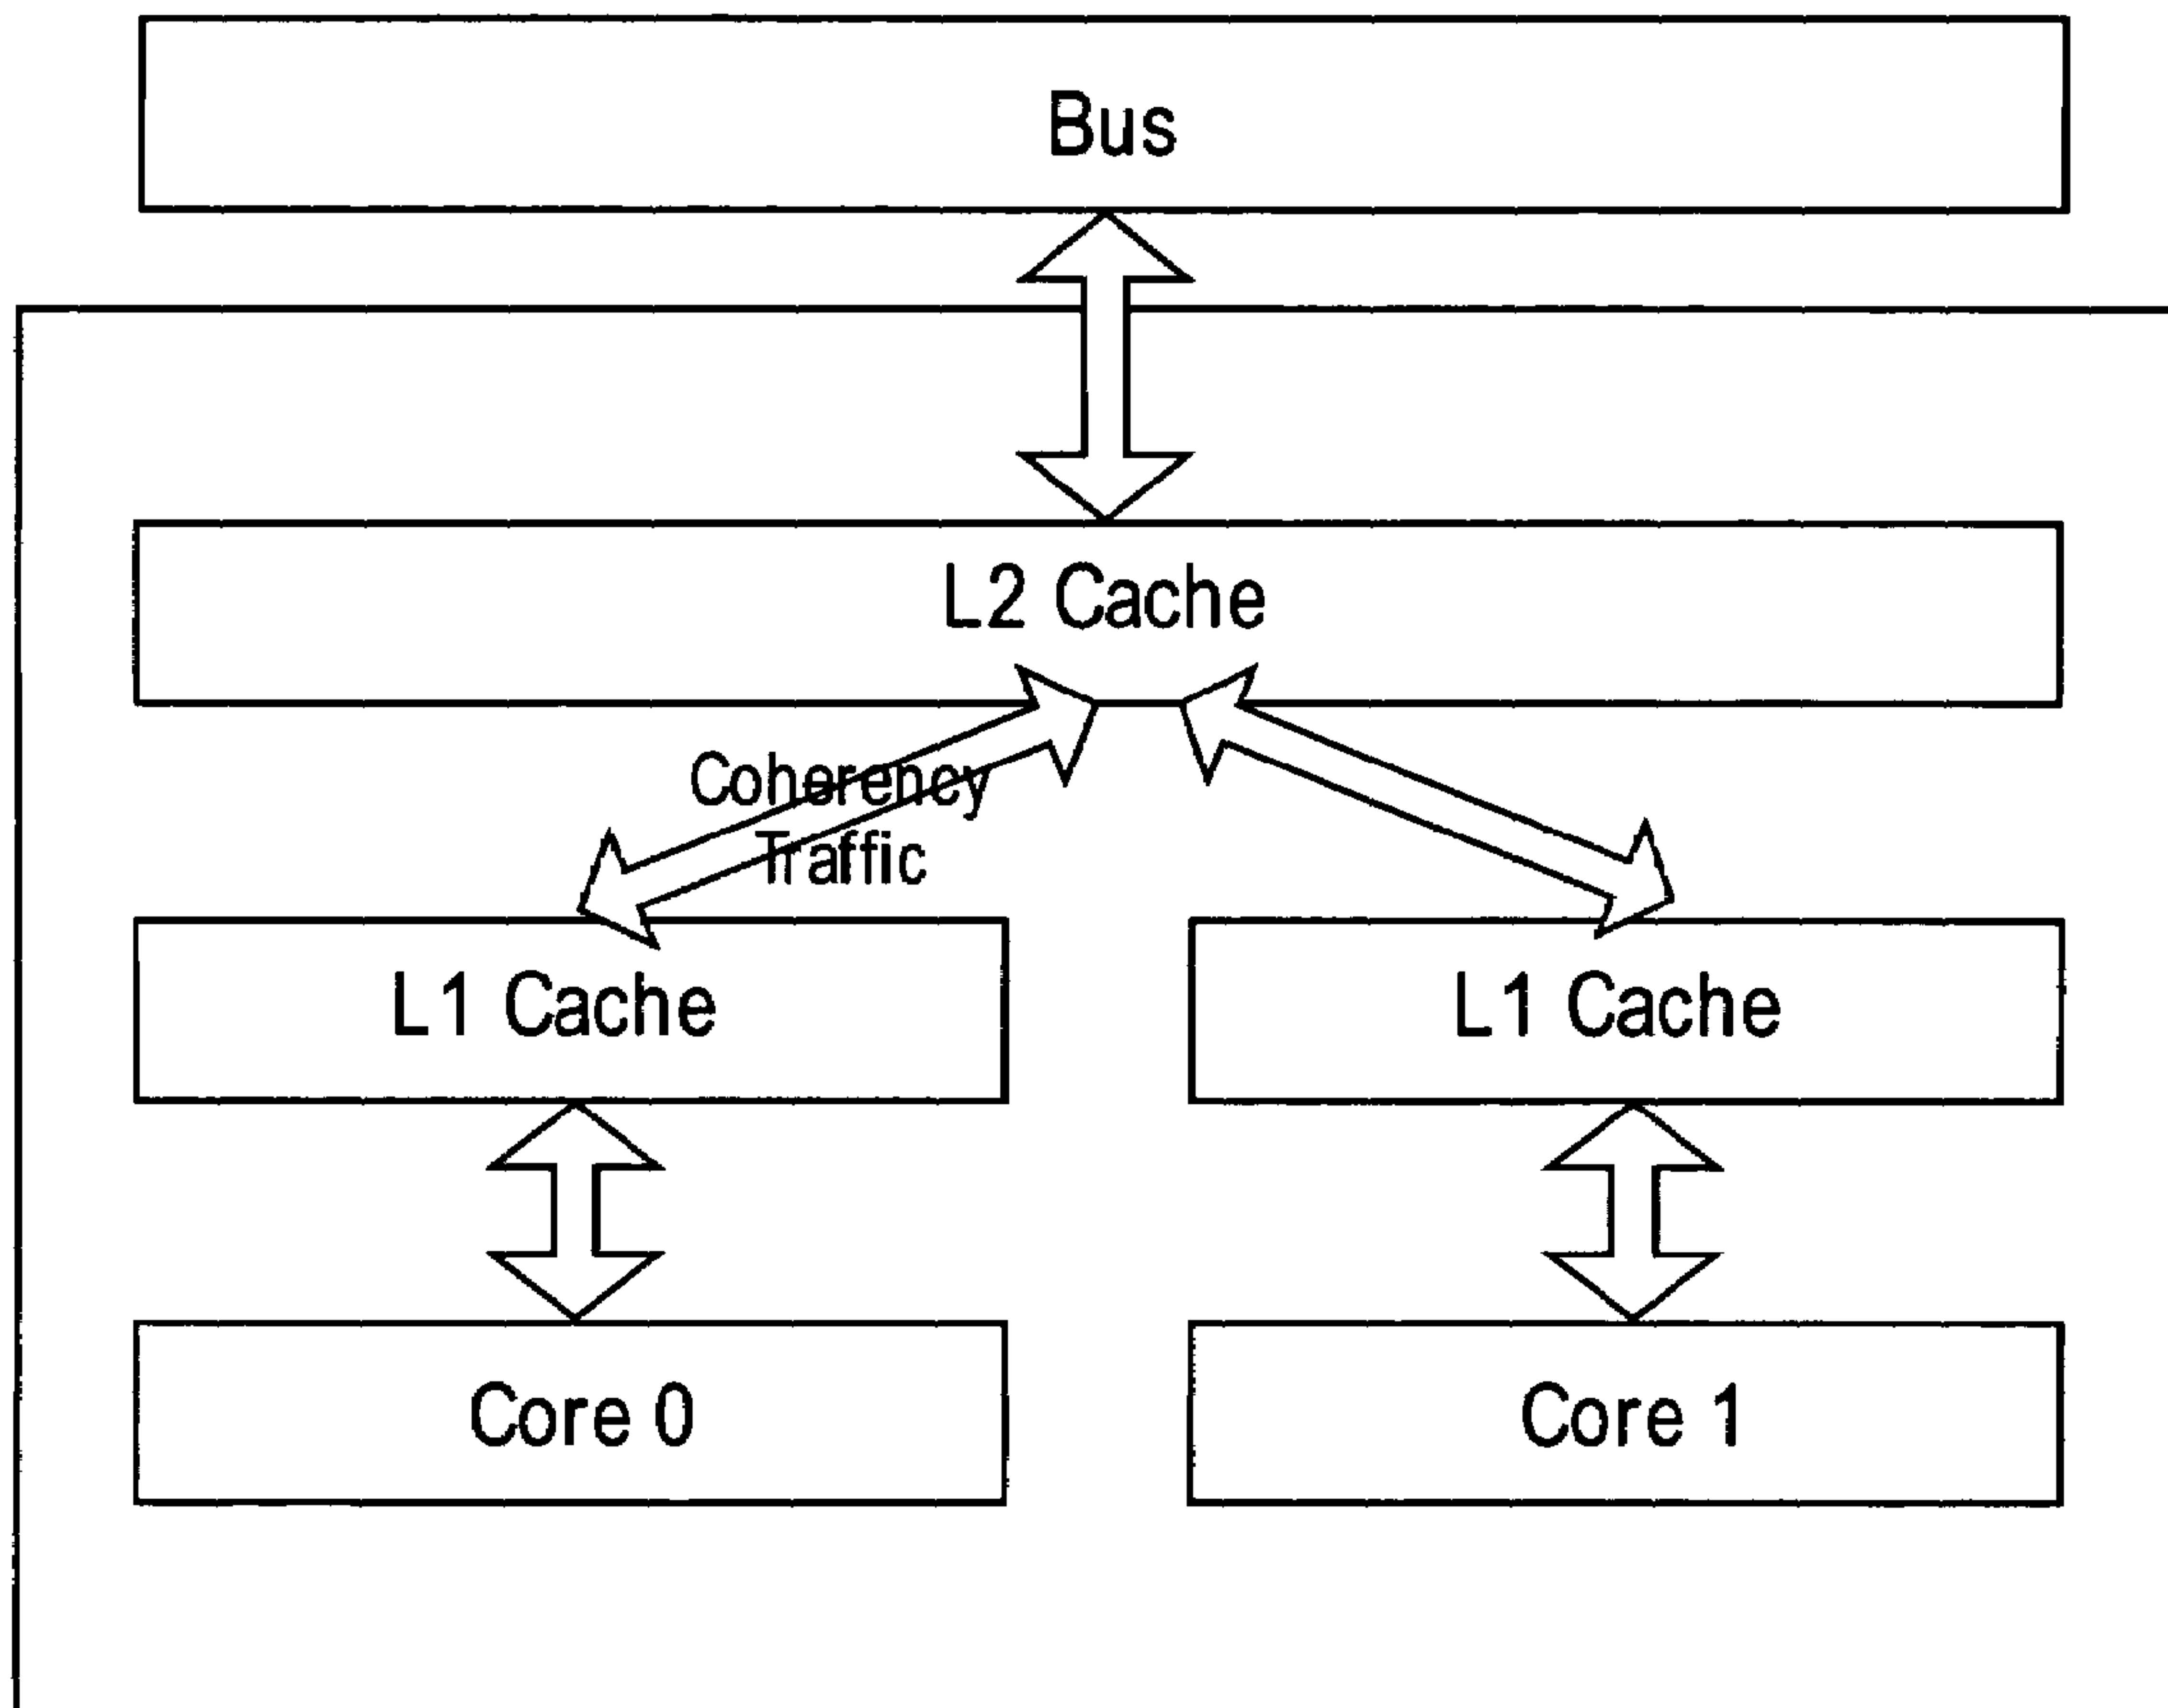 Bus
L2 Cache
Coherency
Traffic
L1 Cache
L1 Cache
Core 0
Core 1